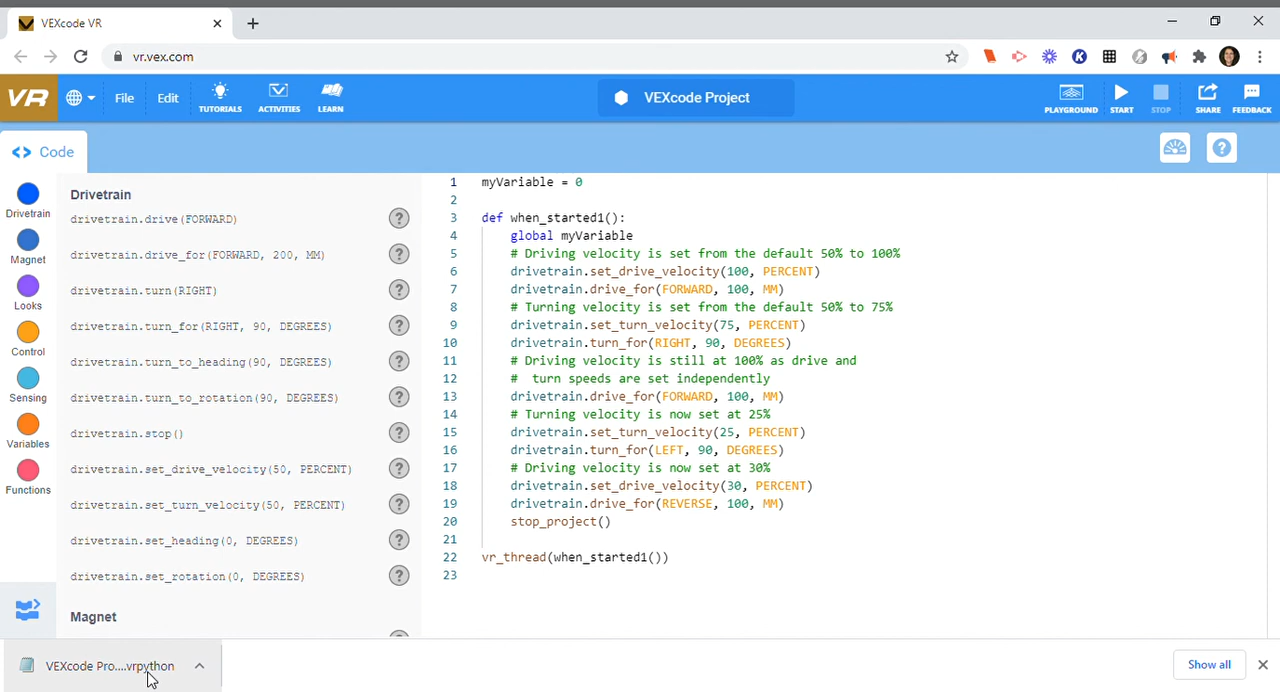 VEXcode VR
vr.vex.com
VR File Edit TUTORIALS ACTIVITIES LEARN VEXcode Project PLAYGROUND START STOP SHARE FEEDBACK
<> Code
Drivetrain
Magnet
Looks
Control
Sensing
Variables
Functions
Drivetrain
drivetrain.drive(FORWARD)
drivetrain.drive_for(FORWARD, 200, MM)
drivetrain.turn(RIGHT)
drivetrain.turn_for(RIGHT, 90, DEGREES)
drivetrain.turn_to_heading(90, DEGREES)
drivetrain.turn_to_rotation(90, DEGREES)
drivetrain.stop()
drivetrain.set_drive_velocity(50, PERCENT)
drivetrain.set_turn_velocity(50, PERCENT)
drivetrain.set_heading(0, DEGREES)
drivetrain.set_rotation(0, DEGREES)
Magnet
1 myVariable = 0
2
3 def when_started1():
4 global myVariable
5 # Driving velocity is set from the default 50% to 100%
6 drivetrain.set_drive_velocity(100, PERCENT)
7 drivetrain.drive_for(FORWARD, 100, MM)
8 # Turning velocity is set from the default 50% to 75%
9 drivetrain.set_turn_velocity(75, PERCENT)
10 drivetrain.turn_for(RIGHT, 90, DEGREES)
11 # Driving velocity is still at 100% as drive and
12 #  turn speeds are set independently
13 drivetrain.drive_for(FORWARD, 100, MM)
14 # Turning velocity is now set at 25%
15 drivetrain.set_turn_velocity(25, PERCENT)
16 drivetrain.turn_for(LEFT, 90, DEGREES)
17 # Driving velocity is now set at 30%
18 drivetrain.set_drive_velocity(30, PERCENT)
19 drivetrain.drive_for(REVERSE, 100, MM)
20 stop_project()
21
22 vr_thread(when_started1())
23
VEXcode Pro....vrpython
Show all